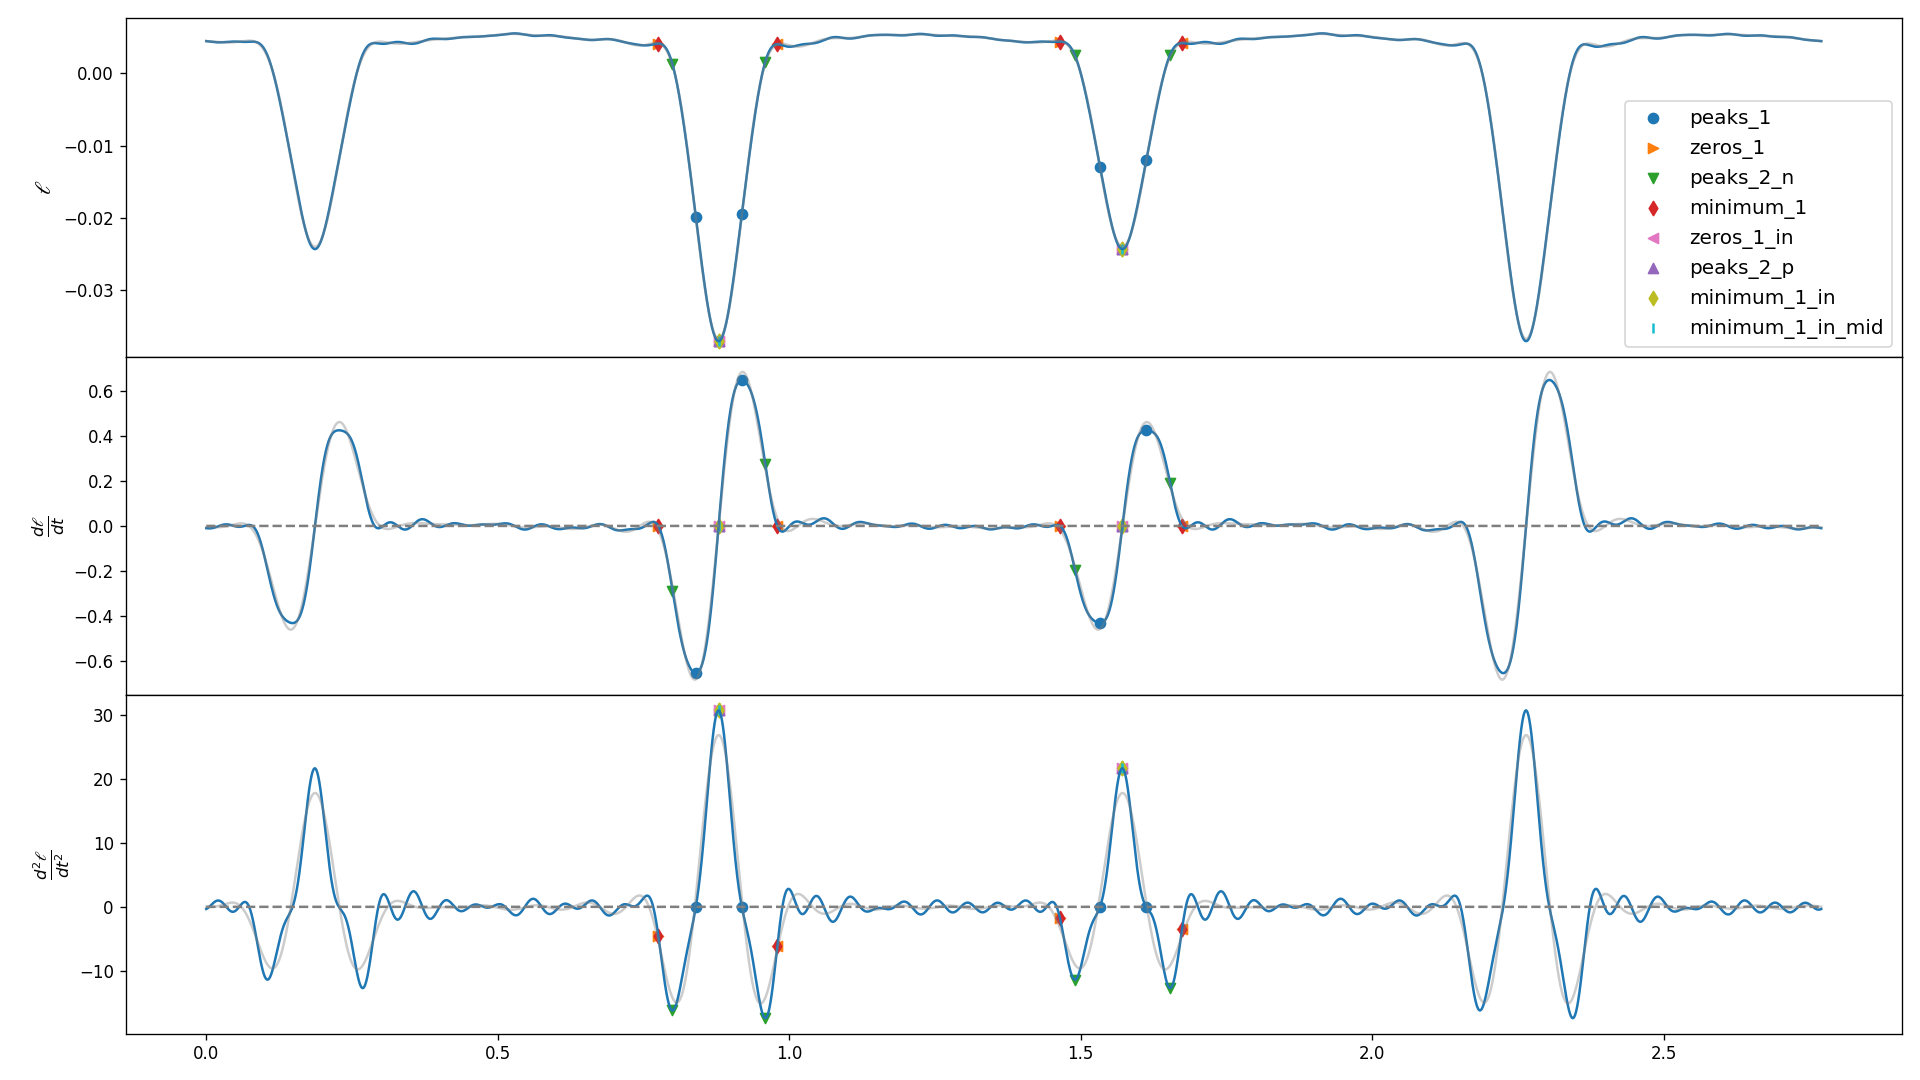 0.00
−0.01
−0.02
−0.03
ℓ
peaks_1
zeros_1
peaks_2_n
minimum_1
zeros_1_in
peaks_2_p
minimum_1_in
minimum_1_in_mid
0.6
0.4
0.2
0.0
−0.2
−0.4
−0.6
dℓ/dt
30
20
10
0
−10
d²ℓ/dt²
0.0 0.5 1.0 1.5 2.0 2.5